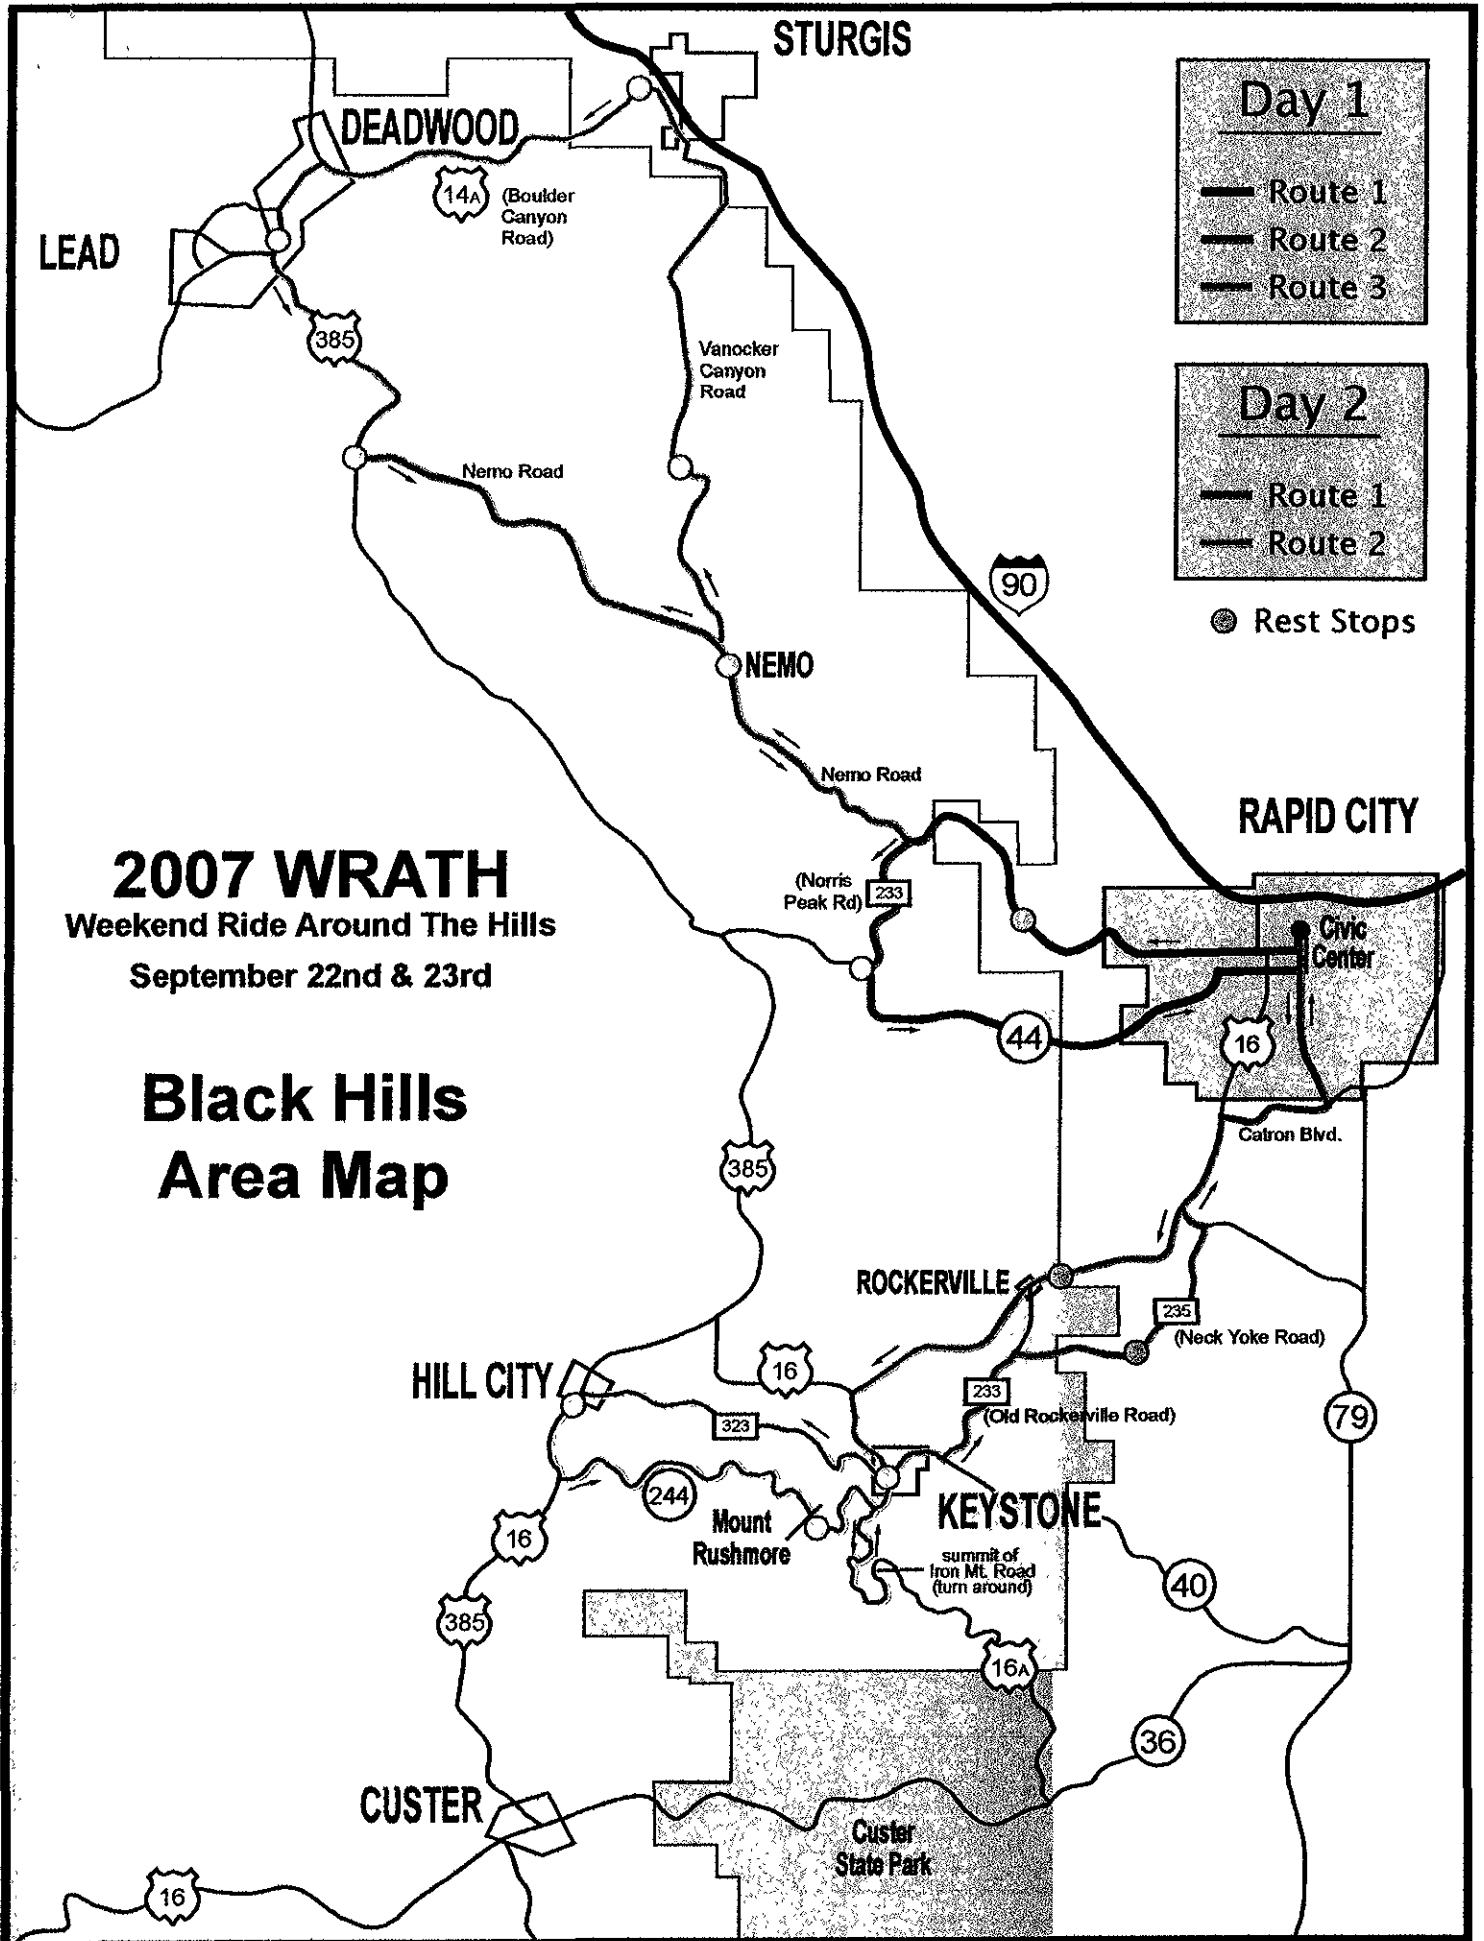 STURGIS
Day 1
Route 1
Route 2
Route 3
DEADWOOD
14A
(Boulder
Canyon
Road)
LEAD
385
Vanocker
Canyon
Road
Day 2
Route 1
Route 2
Rest Stops
Nemo Road
90
NEMO
Nemo Road
RAPID CITY
2007 WRATH
Weekend Ride Around The Hills
September 22nd & 23rd
(Norris
Peak Rd)
233
Civic
Center
44
16
Black Hills
Area Map
Catron Blvd.
385
ROCKERVILLE
235
(Neck Yoke Road)
HILL CITY
16
233
(Old Rockerville Road)
79
323
244
KEYSTONE
Mount
Rushmore
16
summit of
Iron Mt. Road
(turn around)
40
385
16A
36
CUSTER
Custer
State Park
16